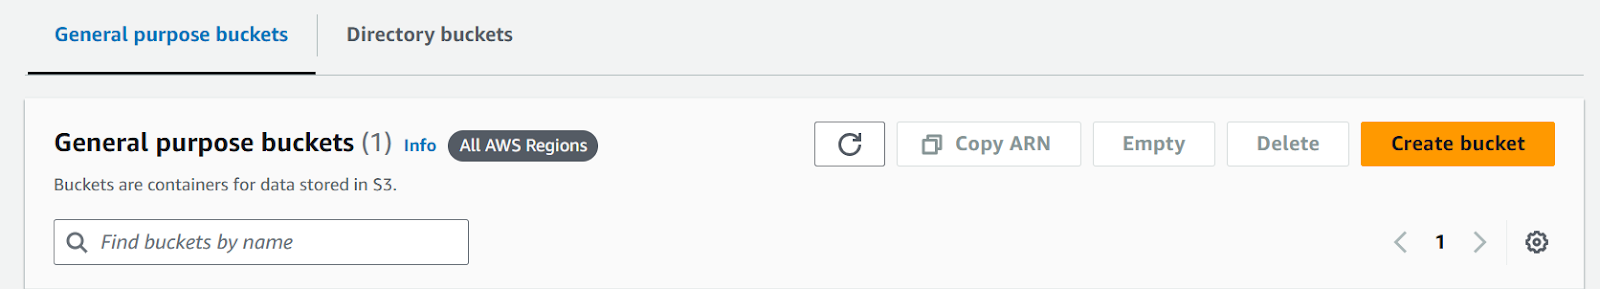 General purpose buckets
Directory buckets
General purpose buckets (1) Info All AWS Regions
Copy ARN
Empty
Delete
Create bucket
Buckets are containers for data stored in S3.
Find buckets by name
1